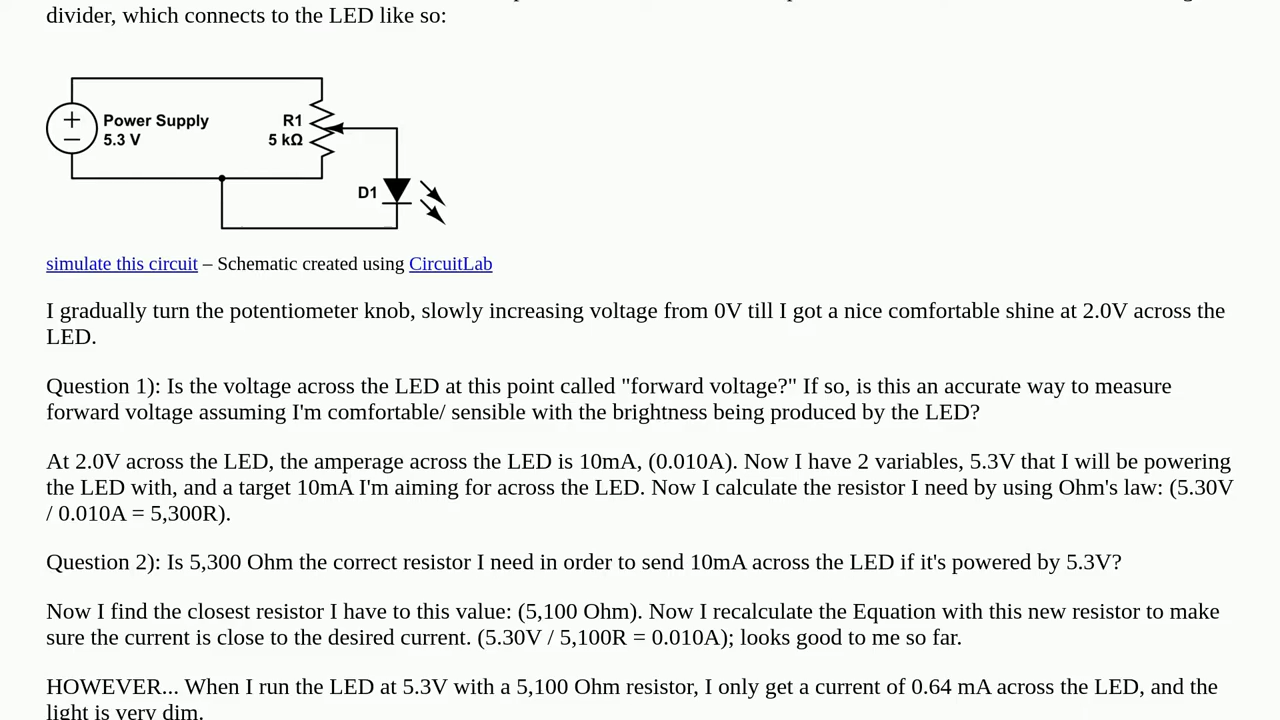 divider, which connects to the LED like so:
Power Supply
5.3 V
R1
5 kΩ
D1
simulate this circuit – Schematic created using CircuitLab
I gradually turn the potentiometer knob, slowly increasing voltage from 0V till I got a nice comfortable shine at 2.0V across the
LED.
Question 1): Is the voltage across the LED at this point called "forward voltage?" If so, is this an accurate way to measure
forward voltage assuming I'm comfortable/ sensible with the brightness being produced by the LED?
At 2.0V across the LED, the amperage across the LED is 10mA, (0.010A). Now I have 2 variables, 5.3V that I will be powering
the LED with, and a target 10mA I'm aiming for across the LED. Now I calculate the resistor I need by using Ohm's law: (5.30V
/ 0.010A = 5,300R).
Question 2): Is 5,300 Ohm the correct resistor I need in order to send 10mA across the LED if it's powered by 5.3V?
Now I find the closest resistor I have to this value: (5,100 Ohm). Now I recalculate the Equation with this new resistor to make
sure the current is close to the desired current. (5.30V / 5,100R = 0.010A); looks good to me so far.
HOWEVER... When I run the LED at 5.3V with a 5,100 Ohm resistor, I only get a current of 0.64 mA across the LED, and the
light is very dim.